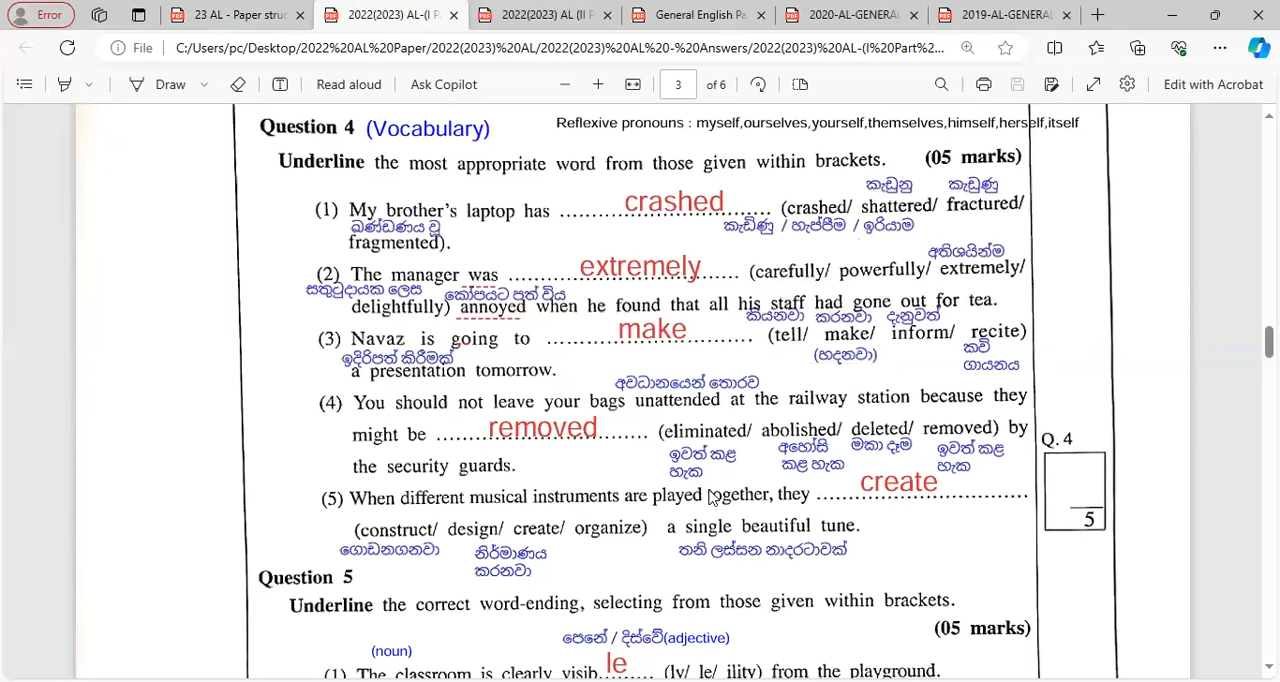 Error
23 AL - Paper struc
2022(2023) AL-(I P
2022(2023) AL (II P
General English Pa
2020-AL-GENERAL
2019-AL-GENERAL
File C:/Users/pc/Desktop/2022%20AL%20Paper/2022(2023)%20AL/2022(2023)%20AL%20-%20Answers/2022(2023)%20AL-(I%20Part%2...
Draw Read aloud Ask Copilot 3 of 6 Edit with Acrobat
Question 4 (Vocabulary) Reflexive pronouns : myself,ourselves,yourself,themselves,himself,herself,itself
Underline the most appropriate word from those given within brackets. (05 marks)
කැඩුනු කැඩුණු
(1) My brother's laptop has ........crashed........ (crashed/ shattered/ fractured/
ඛණ්ඩණය වූ කැඩිණු / හැප්පීම / ඉරියාම
fragmented).
අතිශයින්ම
(2) The manager was ........extremely........ (carefully/ powerfully/ extremely/
සතුටුදායක ලෙස කෝපයට පත් විය
delightfully) annoyed when he found that all his staff had gone out for tea.
කියනවා කරනවා දැනුවත්
(3) Navaz is going to ........make........ (tell/ make/ inform/ recite)
ඉදිරිපත් කිරීමක් (හදනවා) කවි ගායනය
a presentation tomorrow.
අවධානයෙන් තොරව
(4) You should not leave your bags unattended at the railway station because they
might be ........removed........ (eliminated/ abolished/ deleted/ removed) by
ඉවත් කළ හැක අහෝසි කළ හැක මකා දැම ඉවත් කළ හැක
the security guards.
Q. 4
5
(5) When different musical instruments are played together, they ........create........
(construct/ design/ create/ organize) a single beautiful tune.
ගොඩනගනවා නිර්මාණය කරනවා තනි ලස්සන නාදරටාවක්
Question 5
Underline the correct word-ending, selecting from those given within brackets.
(05 marks)
(noun) පෙනේ / දිස්වේ(adjective)
(1) The classroom is clearly visib..le..... (ly/ le/ ility) from the playground.